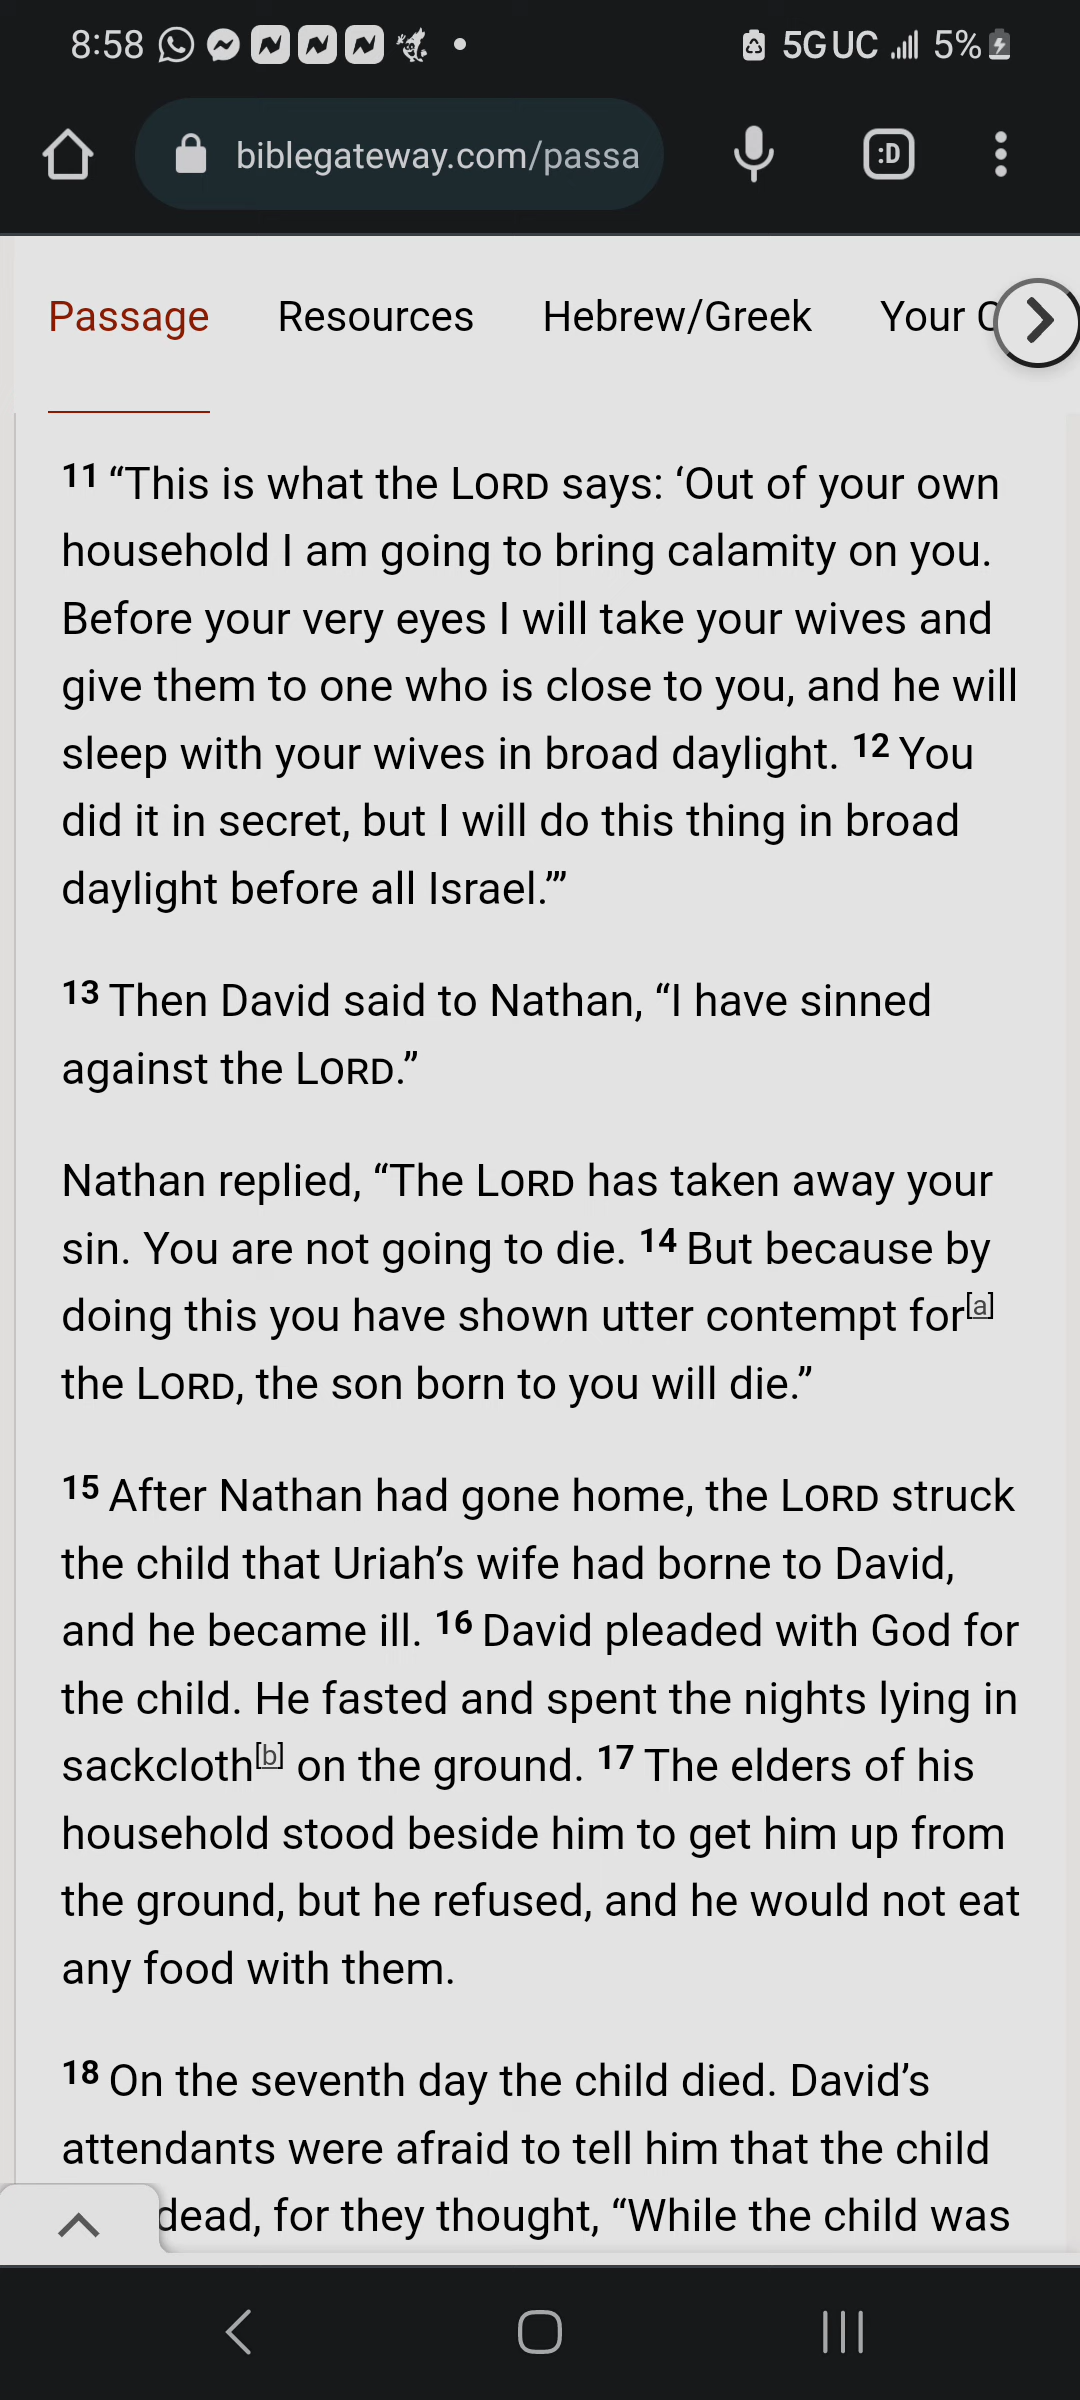 8:58 5G UC 5%
biblegateway.com/passa :D
Passage Resources Hebrew/Greek Your
11 “This is what the LORD says: ‘Out of your own
household I am going to bring calamity on you.
Before your very eyes I will take your wives and
give them to one who is close to you, and he will
sleep with your wives in broad daylight. 12 You
did it in secret, but I will do this thing in broad
daylight before all Israel.’”
13 Then David said to Nathan, “I have sinned
against the LORD.”
Nathan replied, “The LORD has taken away your
sin. You are not going to die. 14 But because by
doing this you have shown utter contempt for[a]
the LORD, the son born to you will die.”
15 After Nathan had gone home, the LORD struck
the child that Uriah’s wife had borne to David,
and he became ill. 16 David pleaded with God for
the child. He fasted and spent the nights lying in
sackcloth[b] on the ground. 17 The elders of his
household stood beside him to get him up from
the ground, but he refused, and he would not eat
any food with them.
18 On the seventh day the child died. David’s
attendants were afraid to tell him that the child
dead, for they thought, “While the child was